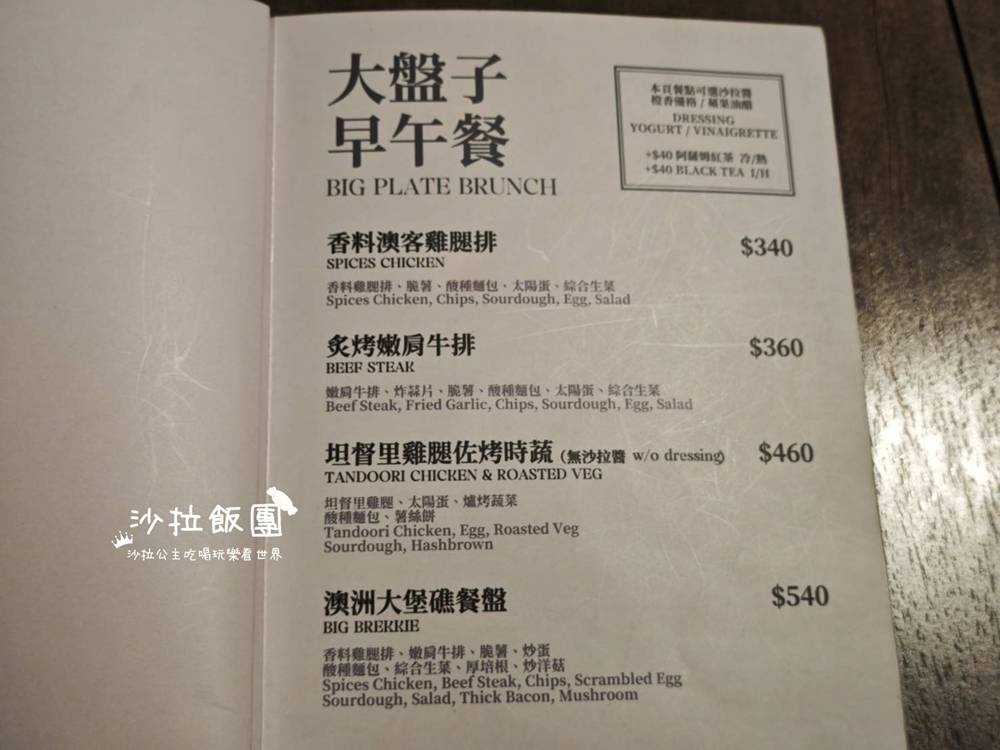 大盤子
早午餐
BIG PLATE BRUNCH
本頁餐點可選沙拉醬
橙香優格 / 蘋果油醋
DRESSING
YOGURT / VINAIGRETTE
+$40 阿薩姆紅茶 冷/熱
+$40 BLACK TEA I/H
香料澳客雞腿排 $340
SPICES CHICKEN
香料雞腿排、脆薯、酸種麵包、太陽蛋、綜合生菜
Spices Chicken, Chips, Sourdough, Egg, Salad
炙烤嫩肩牛排 $360
BEEF STEAK
嫩肩牛排、炸蒜片、脆薯、酸種麵包、太陽蛋、綜合生菜
Beef Steak, Fried Garlic, Chips, Sourdough, Egg, Salad
坦督里雞腿佐烤時蔬 (無沙拉醬 w/o dressing) $460
TANDOORI CHICKEN & ROASTED VEG
坦督里雞腿、太陽蛋、爐烤蔬菜
酸種麵包、薯絲餅
Tandoori Chicken, Egg, Roasted Veg
Sourdough, Hashbrown
澳洲大堡礁餐盤 $540
BIG BREKKIE
香料雞腿排、嫩肩牛排、脆薯、炒蛋
酸種麵包、綜合生菜、厚培根、炒洋菇
Spices Chicken, Beef Steak, Chips, Scrambled Egg
Sourdough, Salad, Thick Bacon, Mushroom
沙拉飯團
沙拉公主吃喝玩樂看世界